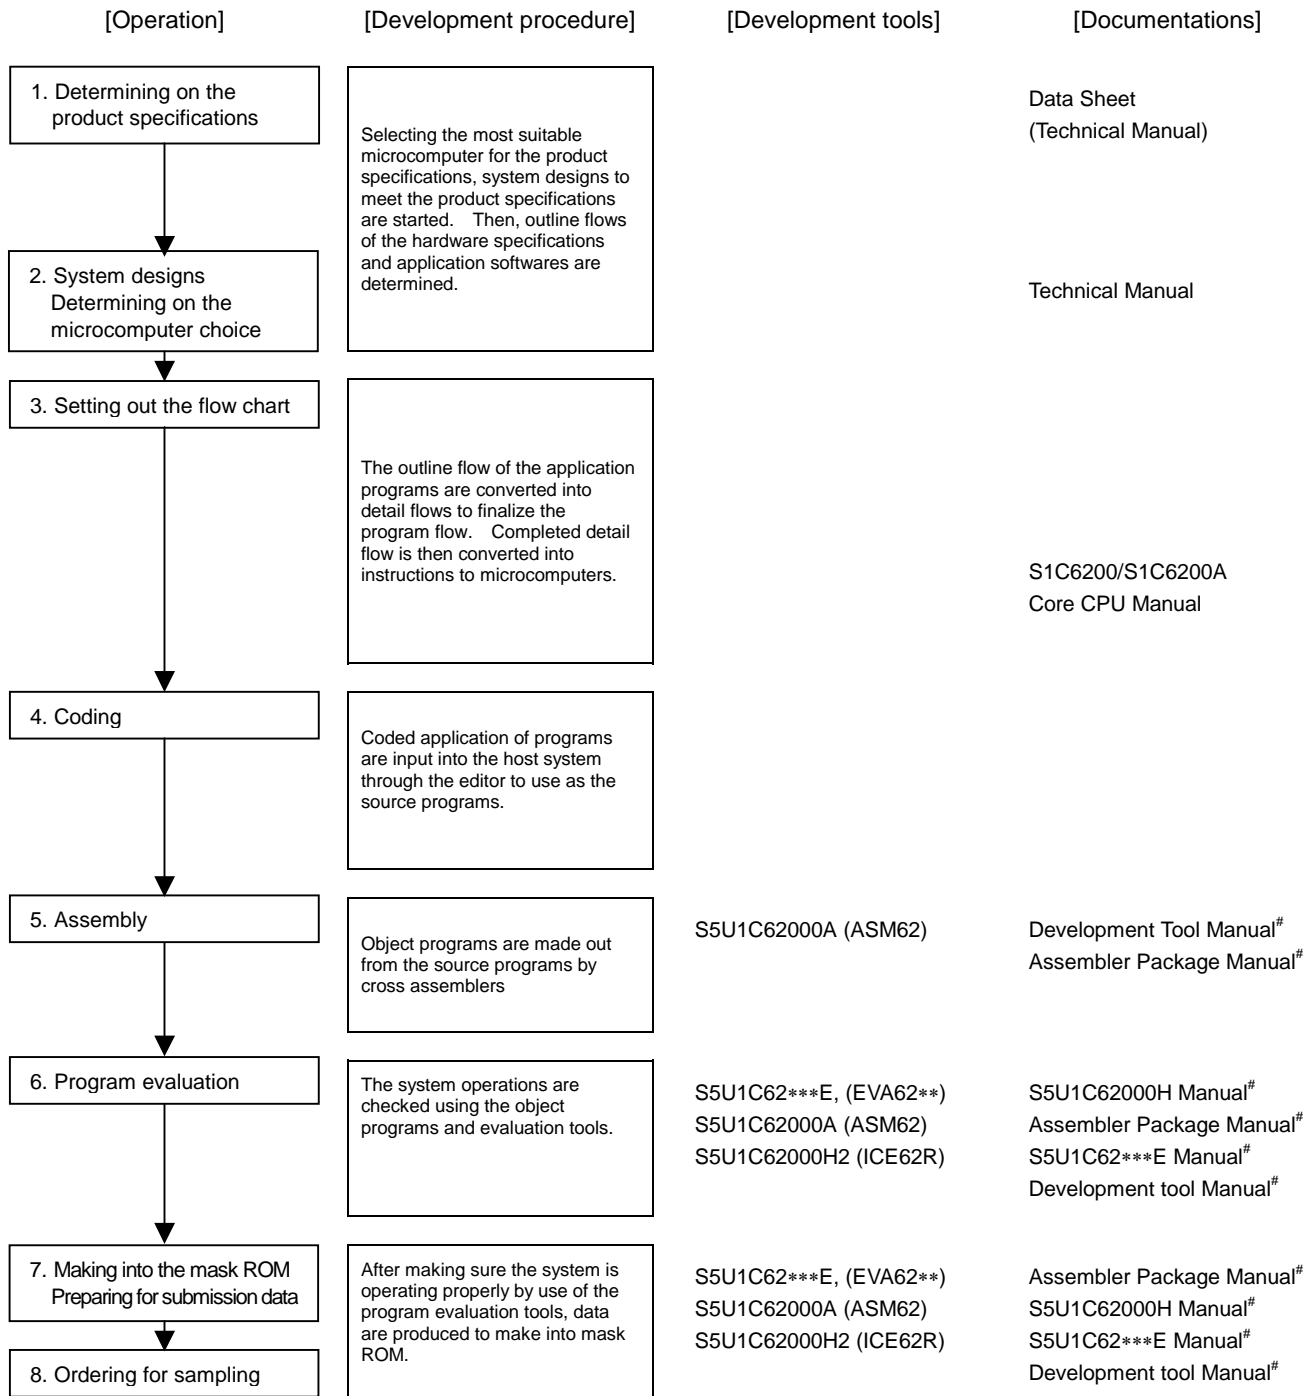 [Operation]
[Development procedure]
[Development tools]
[Documentations]
1. Determining on the
product specifications
Selecting the most suitable
microcomputer for the product
specifications, system designs to
meet the product specifications
are started. Then, outline flows
of the hardware specifications
and application softwares are
determined.
Data Sheet
(Technical Manual)
2. System designs
Determining on the
microcomputer choice
Technical Manual
3. Setting out the flow chart
The outline flow of the application
programs are converted into
detail flows to finalize the
program flow. Completed detail
flow is then converted into
instructions to microcomputers.
S1C6200/S1C6200A
Core CPU Manual
4. Coding
Coded application of programs
are input into the host system
through the editor to use as the
source programs.
5. Assembly
Object programs are made out
from the source programs by
cross assemblers
S5U1C62000A (ASM62)
Development Tool Manual#
Assembler Package Manual#
6. Program evaluation
The system operations are
checked using the object
programs and evaluation tools.
S5U1C62***E, (EVA62**)
S5U1C62000A (ASM62)
S5U1C62000H2 (ICE62R)
S5U1C62000H Manual#
Assembler Package Manual#
S5U1C62***E Manual#
Development tool Manual#
7. Making into the mask ROM
Preparing for submission data
After making sure the system is
operating properly by use of the
program evaluation tools, data
are produced to make into mask
ROM.
S5U1C62***E, (EVA62**)
S5U1C62000A (ASM62)
S5U1C62000H2 (ICE62R)
Assembler Package Manual#
S5U1C62000H Manual#
S5U1C62***E Manual#
Development tool Manual#
8. Ordering for sampling